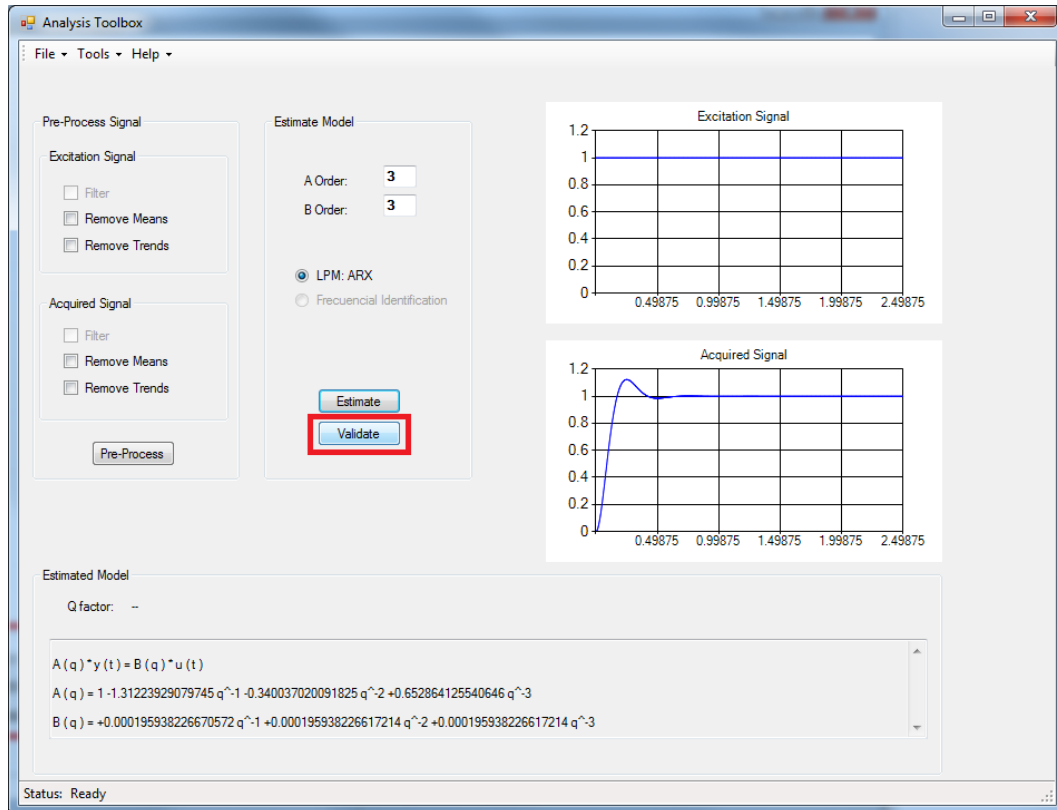 Analysis Toolbox
File Tools Help
Pre-Process Signal
Excitation Signal
Filter
Remove Means
Remove Trends
Acquired Signal
Filter
Remove Means
Remove Trends
Pre-Process
Estimate Model
A Order: 3
B Order: 3
LPM: ARX
Frecuencial Identification
Estimate
Validate
Excitation Signal
1.2
1
0.8
0.6
0.4
0.2
0
0.49875 0.99875 1.49875 1.99875 2.49875
Acquired Signal
1.2
1
0.8
0.6
0.4
0.2
0
0.49875 0.99875 1.49875 1.99875 2.49875
Estimated Model
Q factor: --
A ( q ) * y ( t ) = B ( q ) * u ( t )
A ( q ) = 1 -1.31223929079745 q^-1 -0.340037020091825 q^-2 +0.652864125540646 q^-3
B ( q ) = +0.000195938226670572 q^-1 +0.000195938226617214 q^-2 +0.000195938226617214 q^-3
Status: Ready